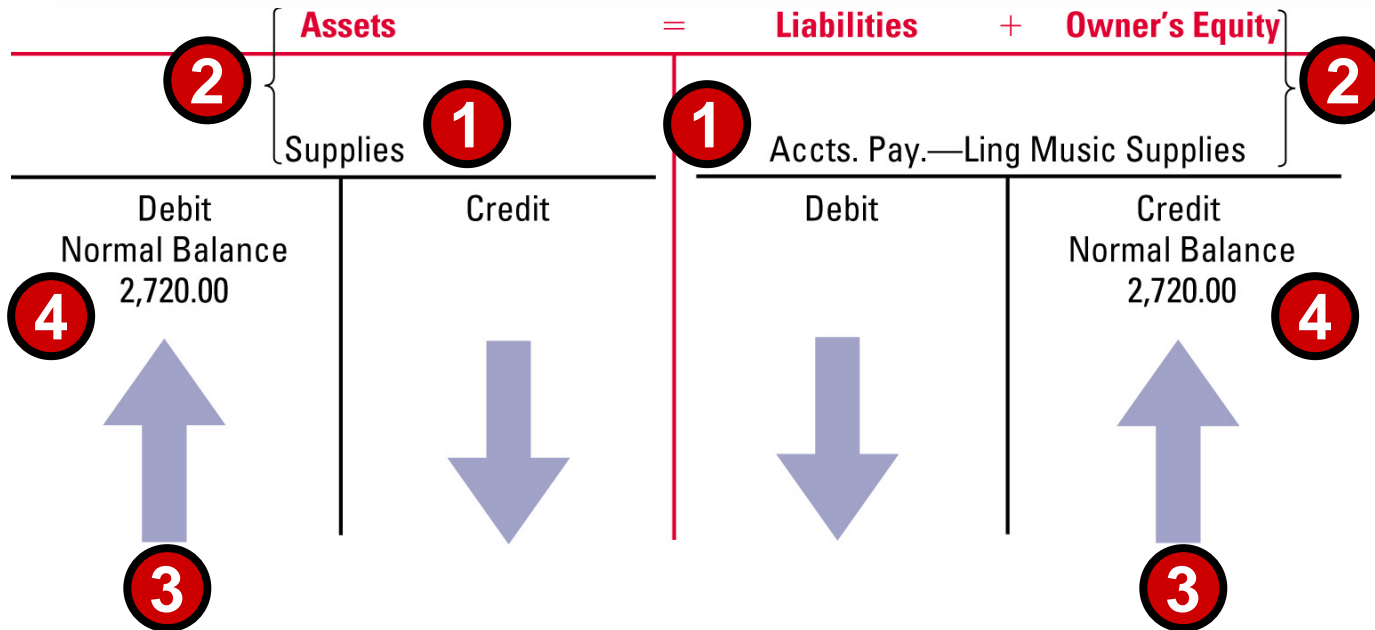 Assets = Liabilities + Owner's Equity
2 2
1 1
Supplies Accts. Pay.—Ling Music Supplies
Debit Credit Debit Credit
Normal Balance Normal Balance
2,720.00 2,720.00
4 4
3 3